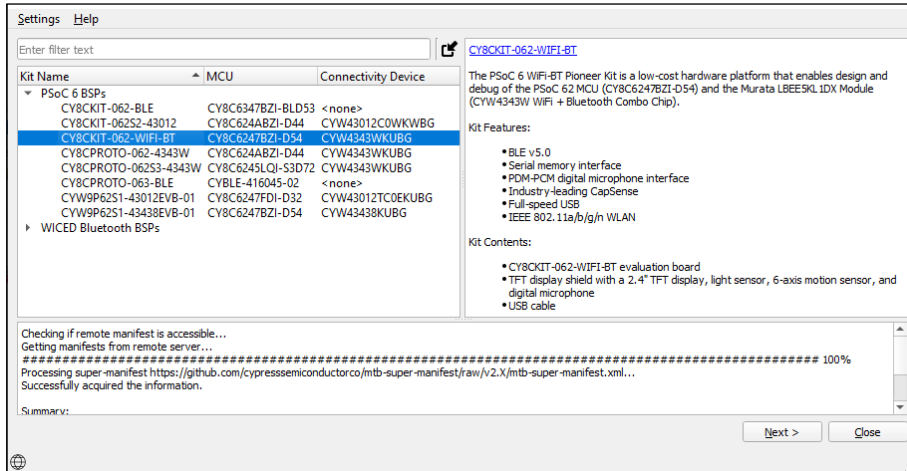 Settings Help
Enter filter text
Kit Name MCU Connectivity Device
PSoC 6 BSPs
CY8CKIT-062-BLE CY8C6347BZI-BLD53 <none>
CY8CKIT-062S2-43012 CY8C624ABZI-D44 CYW43012C0WKWBG
CY8CKIT-062-WIFI-BT CY8C6247BZI-D54 CYW4343WKUBG
CY8CPROTO-062-4343W CY8C624ABZI-D44 CYW4343WKUBG
CY8CPROTO-062S3-4343W CY8C6245LQI-S3D72 CYW4343WKUBG
CY8CPROTO-063-BLE CYBLE-416045-02 <none>
CYW9P62S1-43012EVB-01 CY8C6247FDI-D32 CYW43012TC0EKUBG
CYW9P62S1-43438EVB-01 CY8C6247BZI-D54 CYW43438KUBG
WICED Bluetooth BSPs
CY8CKIT-062-WIFI-BT
The PSoC 6 WiFi-BT Pioneer Kit is a low-cost hardware platform that enables design and
debug of the PSoC 62 MCU (CY8C6247BZI-D54) and the Murata LBEE5KL1DX Module
(CYW4343W WiFi + Bluetooth Combo Chip).
Kit Features:
•BLE v5.0
•Serial memory interface
•PDM-PCM digital microphone interface
•Industry-leading CapSense
•Full-speed USB
•IEEE 802.11a/b/g/n WLAN
Kit Contents:
•CY8CKIT-062-WIFI-BT evaluation board
•TFT display shield with a 2.4" TFT display, light sensor, 6-axis motion sensor, and
digital microphone
•USB cable
Checking if remote manifest is accessible...
Getting manifests from remote server...
#################################################################################################### 100%
Processing super-manifest https://github.com/cypresssemiconductorco/mtb-super-manifest/raw/v2.X/mtb-super-manifest.xml...
Successfully acquired the information.
Summary:
Next > Close